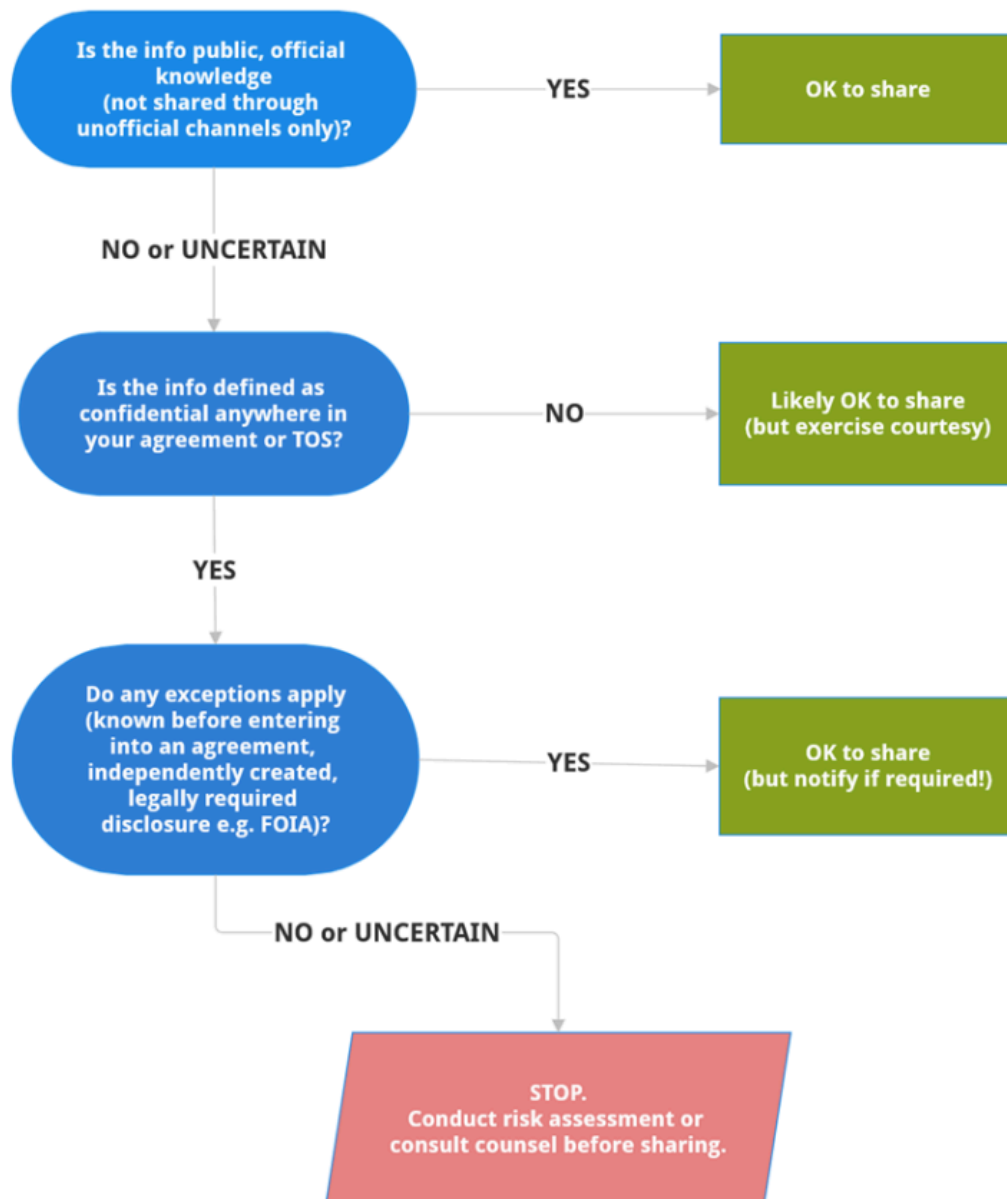 Is the info public, official
knowledge
(not shared through
unofficial channels only)?
YES
OK to share
NO or UNCERTAIN
Is the info defined as
confidential anywhere in
your agreement or TOS?
NO
Likely OK to share
(but exercise courtesy)
YES
Do any exceptions apply
(known before entering
into an agreement,
independently created,
legally required
disclosure e.g. FOIA)?
YES
OK to share
(but notify if required!)
NO or UNCERTAIN
STOP.
Conduct risk assessment or
consult counsel before sharing.